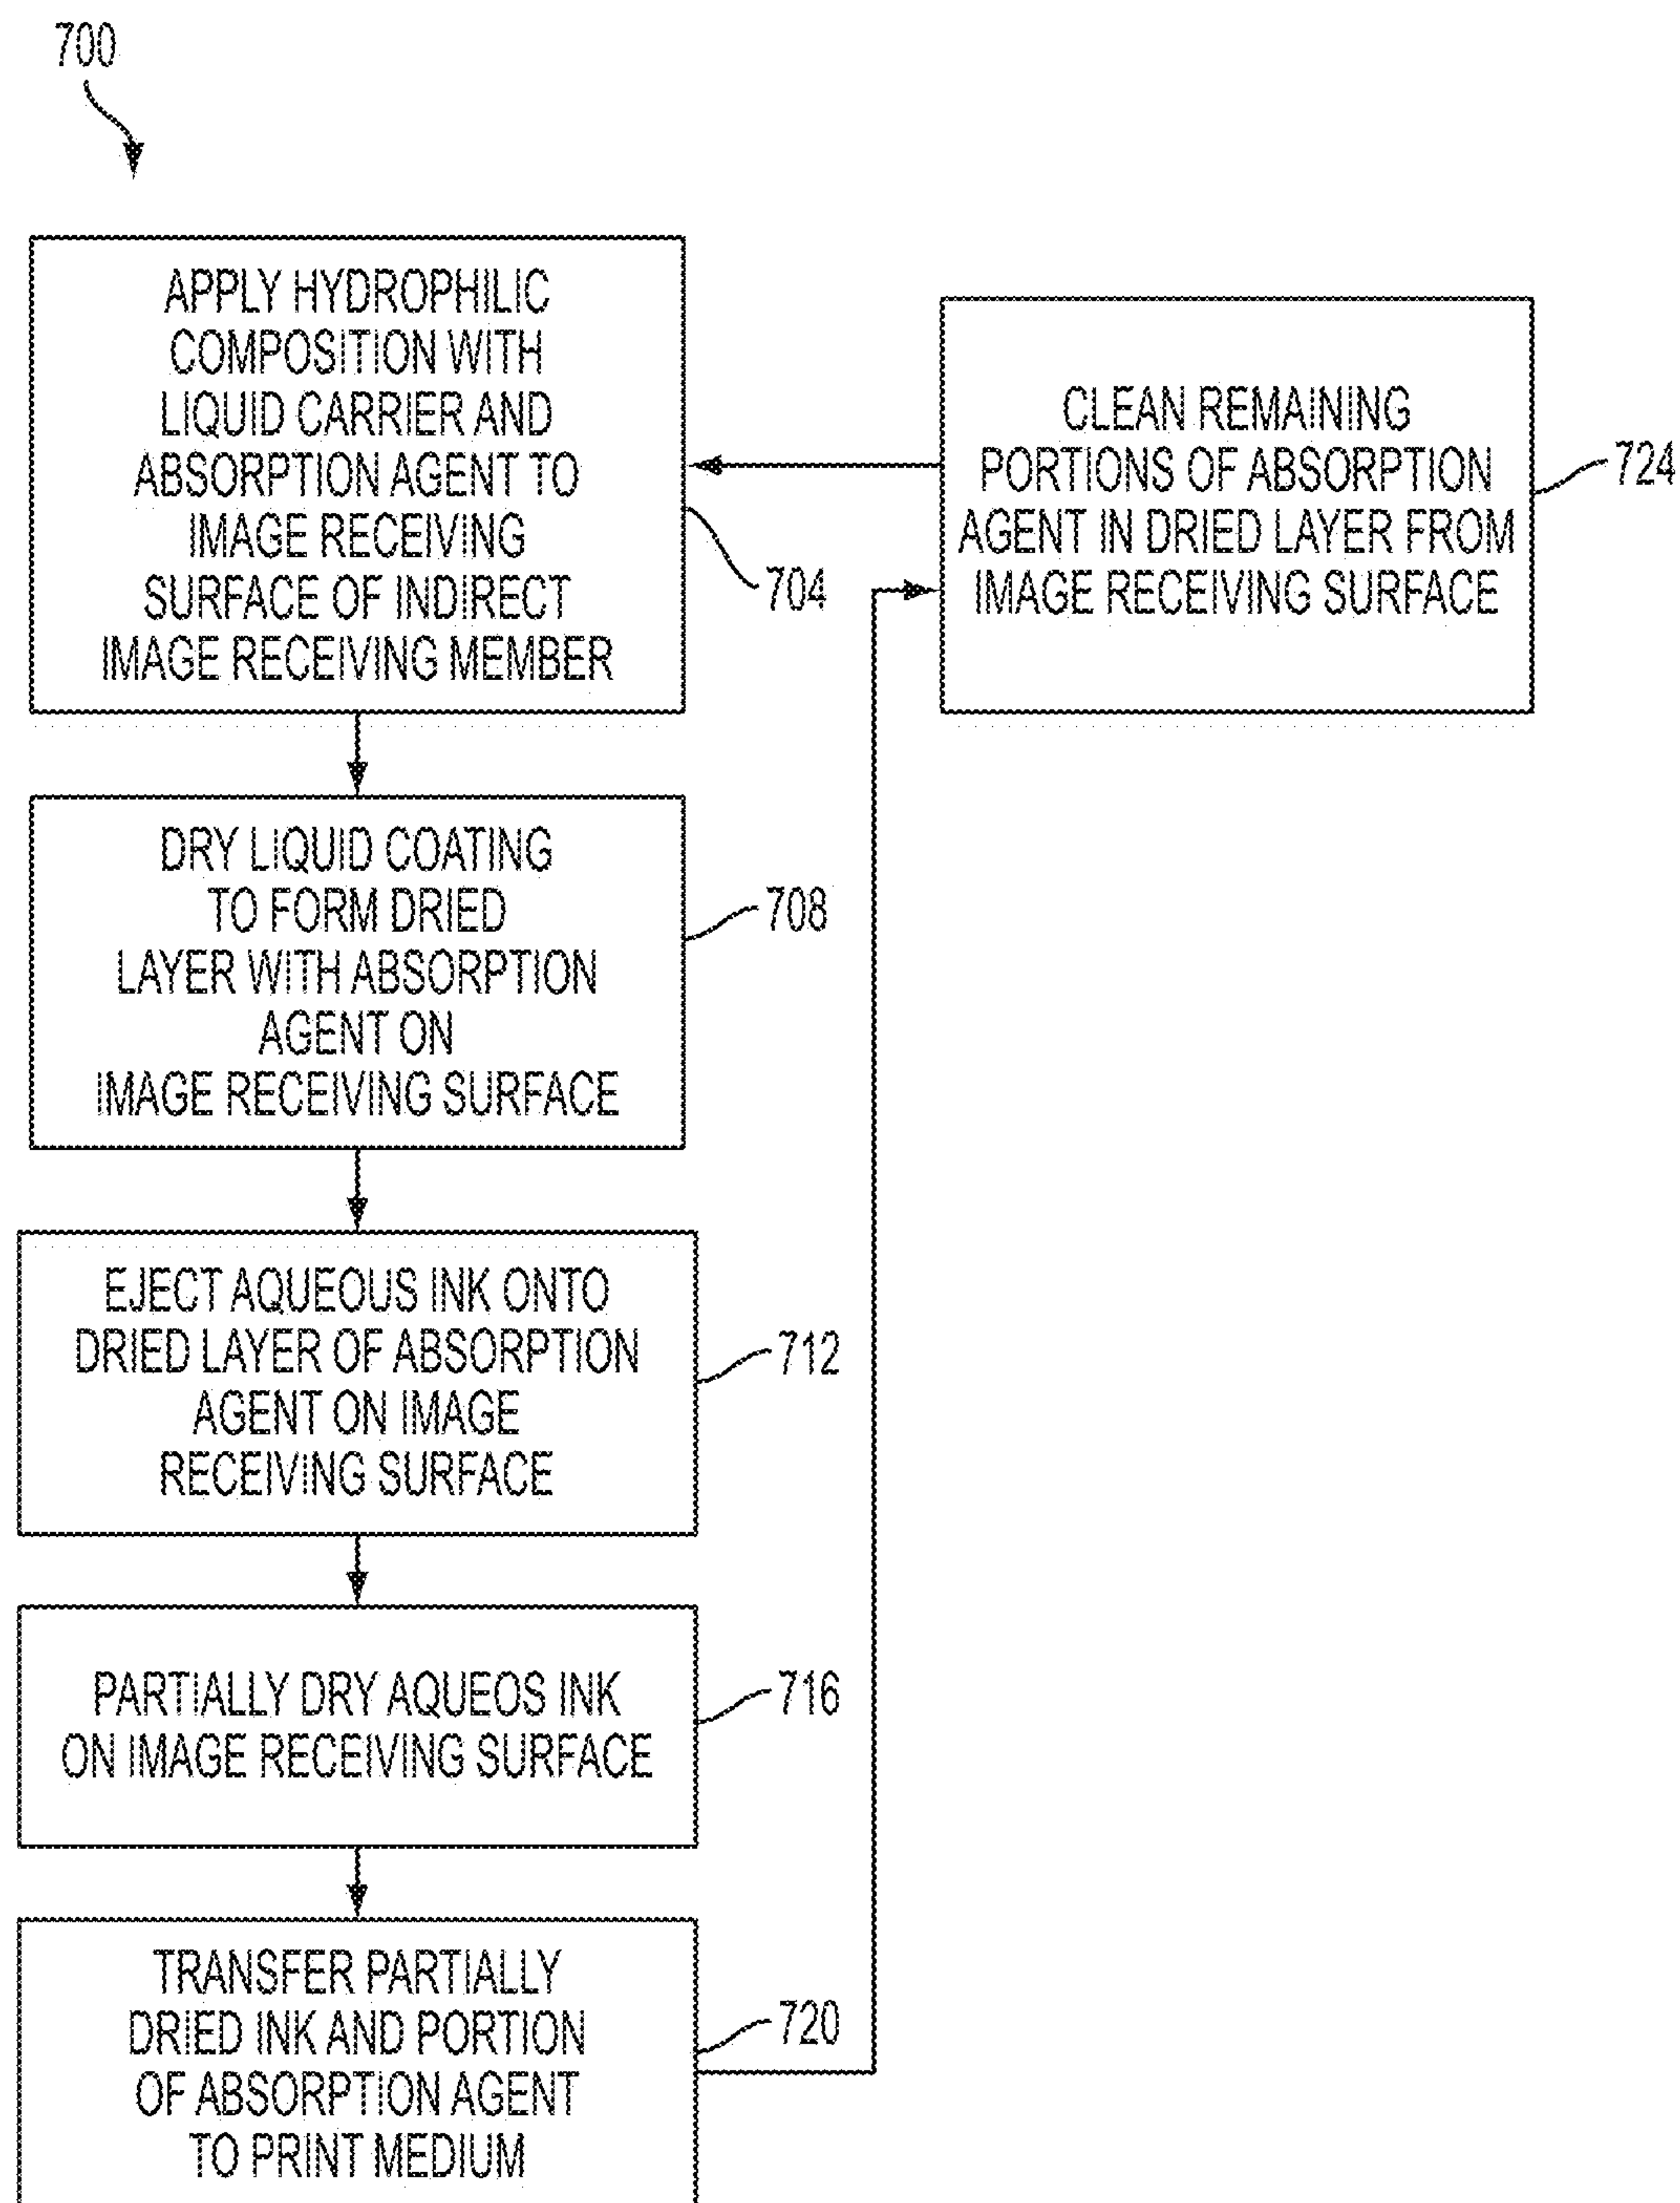 700
APPLY HYDROPHILIC
COMPOSITION WITH
LIQUID CARRIER AND
ABSORPTION AGENT TO
IMAGE RECEIVING
SURFACE OF INDIRECT
IMAGE RECEIVING MEMBER
704
CLEAN REMAINING
PORTIONS OF ABSORPTION
AGENT IN DRIED LAYER FROM
IMAGE RECEIVING SURFACE
724
DRY LIQUID COATING
TO FORM DRIED
LAYER WITH ABSORPTION
AGENT ON
IMAGE RECEIVING SURFACE
708
EJECT AQUEOUS INK ONTO
DRIED LAYER OF ABSORPTION
AGENT ON IMAGE
RECEIVING SURFACE
712
PARTIALLY DRY AQUEOS INK
ON IMAGE RECEIVING SURFACE
716
TRANSFER PARTIALLY
DRIED INK AND PORTION
OF ABSORPTION AGENT
TO PRINT MEDIUM
720